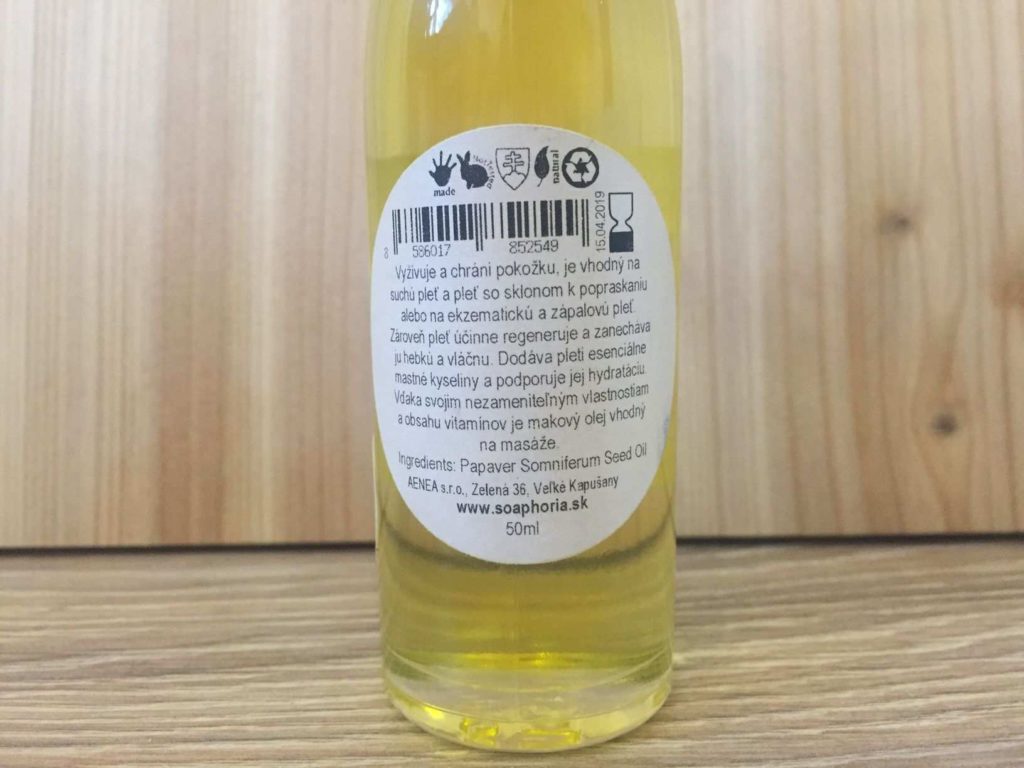 made
Not Tested
natural
15.04.2019
8 586017 852549
Vyživuje a chráni pokožku, je vhodný na
suchú pleť a pleť so sklonom k popraskaniu
alebo na ekzematickú a zápalovú pleť.
Zároveň pleť účinne regeneruje a zanecháva
ju hebkú a vláčnu. Dodáva pleti esenciálne
mastné kyseliny a podporuje jej hydratáciu.
Vďaka svojim nezameniteľným vlastnostiam
a obsahu vitamínov je makový olej vhodný
na masáže.
Ingredients: Papaver Somniferum Seed Oil
AENEA s.r.o., Zelená 36, Veľké Kapušany
www.soaphoria.sk
50ml